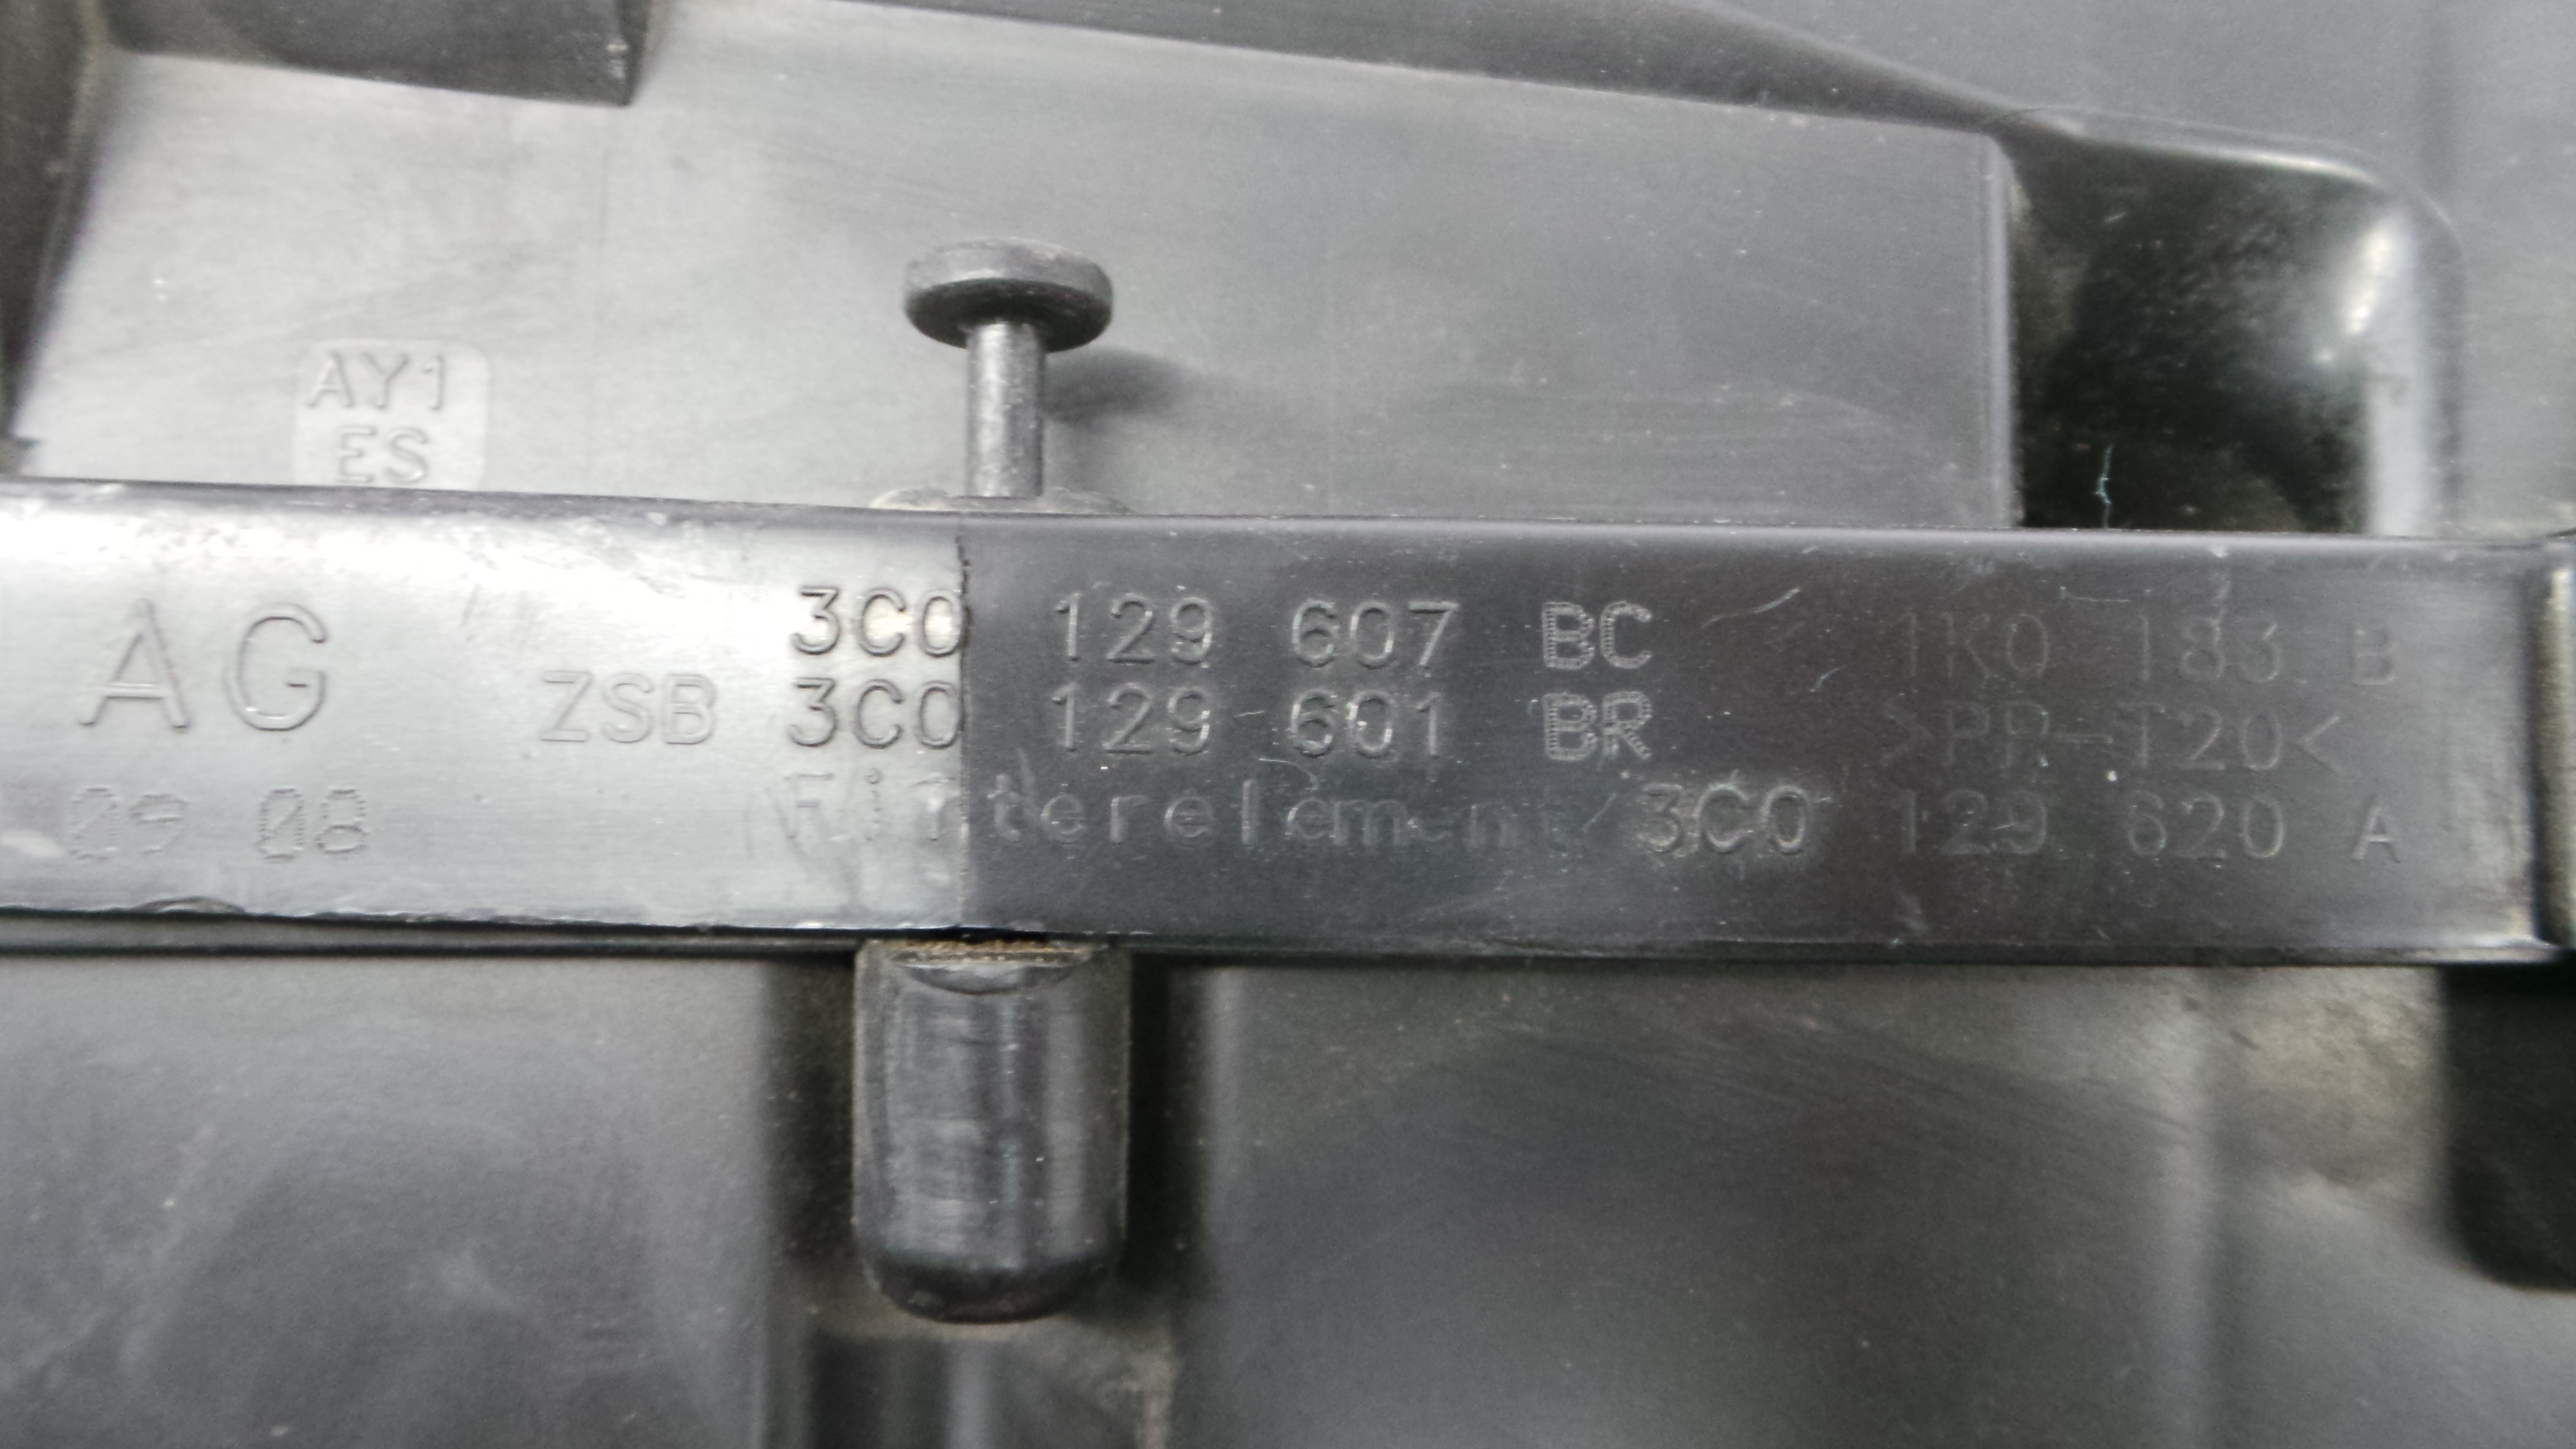 AY1
ES
AG 3C0 129 607 BC 1K0 183 B
ZSB 3C0 129 601 BR >PP-T20<
09 08 Filterelement 3C0 129 620 A